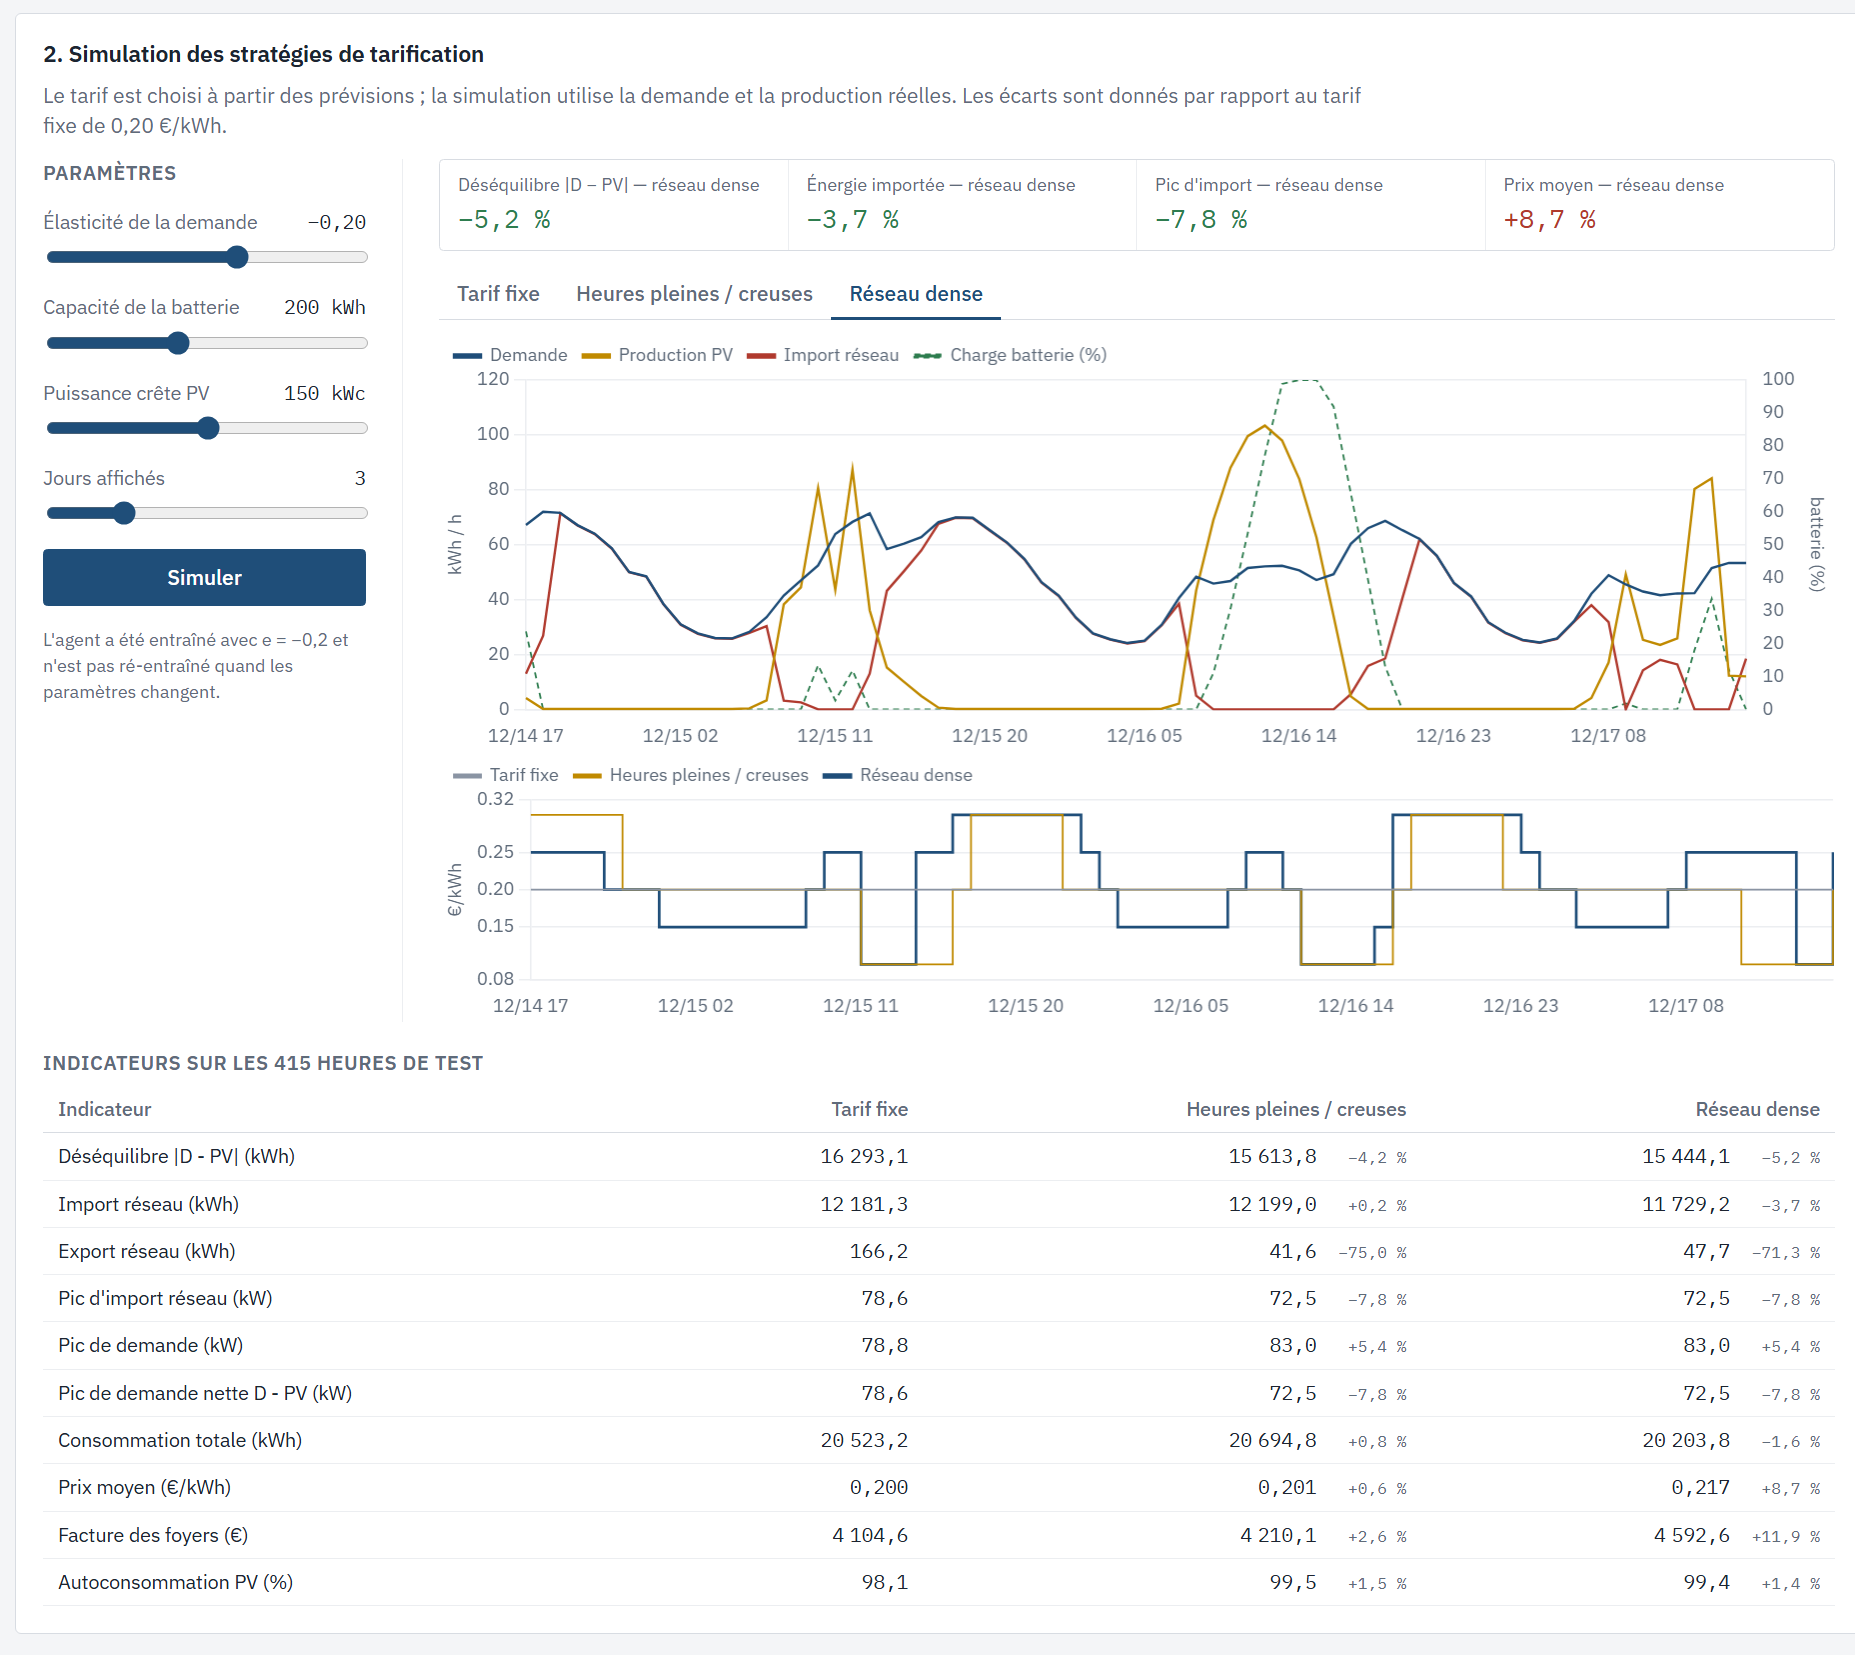 2. Simulation des stratégies de tarification
Le tarif est choisi à partir des prévisions ; la simulation utilise la demande et la production réelles. Les écarts sont donnés par rapport au tarif
fixe de 0,20 €/kWh.
PARAMÈTRES
Élasticité de la demande −0,20
Capacité de la batterie 200 kWh
Puissance crête PV 150 kWc
Jours affichés 3
Simuler
L'agent a été entraîné avec e = −0,2 et
n'est pas ré-entraîné quand les
paramètres changent.
Déséquilibre |D − PV| — réseau dense
−5,2 %
Énergie importée — réseau dense
−3,7 %
Pic d'import — réseau dense
−7,8 %
Prix moyen — réseau dense
+8,7 %
Tarif fixe Heures pleines / creuses Réseau dense
Demande Production PV Import réseau Charge batterie (%)
120
100
80
60
40
20
0
kWh / h
100
90
80
70
60
50
40
30
20
10
0
batterie (%)
12/14 17 12/15 02 12/15 11 12/15 20 12/16 05 12/16 14 12/16 23 12/17 08
Tarif fixe Heures pleines / creuses Réseau dense
0.32
0.25
0.20
0.15
0.08
€/kWh
12/14 17 12/15 02 12/15 11 12/15 20 12/16 05 12/16 14 12/16 23 12/17 08
INDICATEURS SUR LES 415 HEURES DE TEST
Indicateur Tarif fixe Heures pleines / creuses Réseau dense
Déséquilibre |D - PV| (kWh) 16 293,1 15 613,8 −4,2 % 15 444,1 −5,2 %
Import réseau (kWh) 12 181,3 12 199,0 +0,2 % 11 729,2 −3,7 %
Export réseau (kWh) 166,2 41,6 −75,0 % 47,7 −71,3 %
Pic d'import réseau (kW) 78,6 72,5 −7,8 % 72,5 −7,8 %
Pic de demande (kW) 78,8 83,0 +5,4 % 83,0 +5,4 %
Pic de demande nette D - PV (kW) 78,6 72,5 −7,8 % 72,5 −7,8 %
Consommation totale (kWh) 20 523,2 20 694,8 +0,8 % 20 203,8 −1,6 %
Prix moyen (€/kWh) 0,200 0,201 +0,6 % 0,217 +8,7 %
Facture des foyers (€) 4 104,6 4 210,1 +2,6 % 4 592,6 +11,9 %
Autoconsommation PV (%) 98,1 99,5 +1,5 % 99,4 +1,4 %